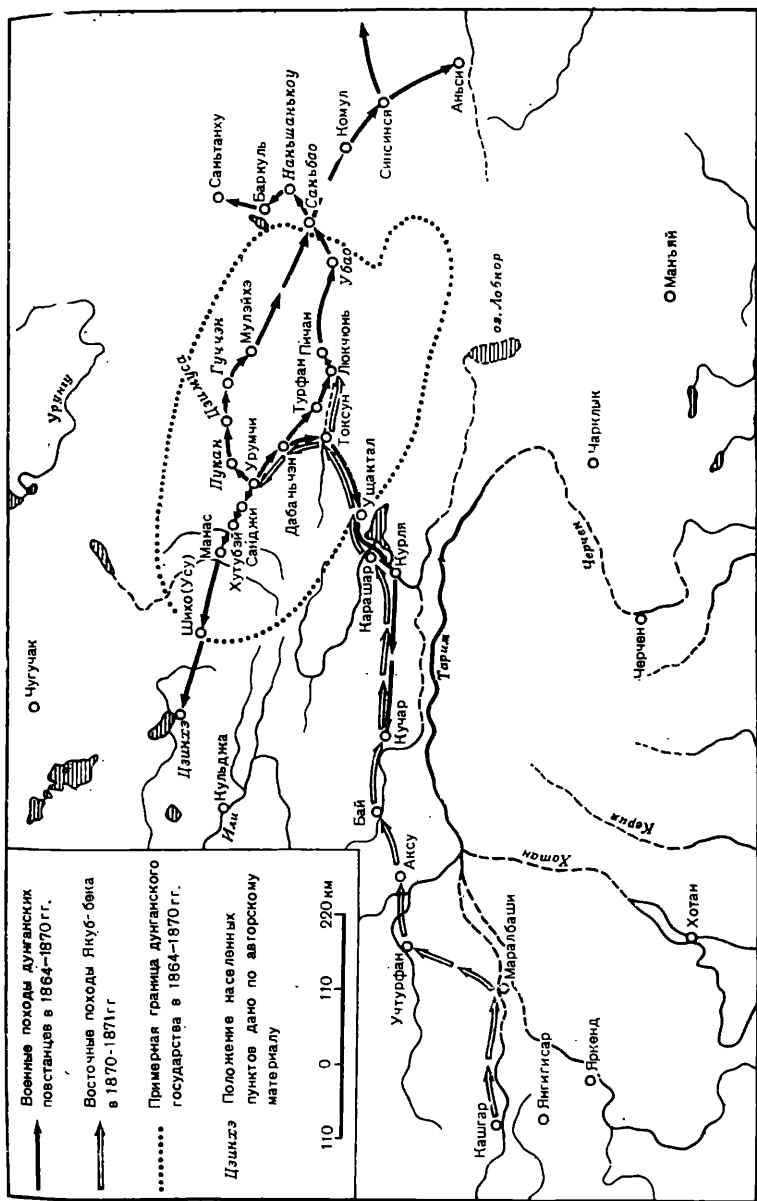 Военные походы дунганских
повстанцев в 1864–1870 гг.
Восточные походы Якуб-бека
в 1870–1871 гг
Примерная граница дунганского
государства в 1864–1870 гг.
Цзинхэ
Положение населенных
пунктов дано по авторскому
материалу
110 0 110 220 км
Чугучак
Урунгу
Саньтанху
Баркуль
Наньшанькоу
Саньбао
Комул
Синсинся
Аньси
Цзинхэ
Шихо (Усу)
Манас
Хутубэй
Санджи
Урумчи
Пукан
Цзимуса
Гучэн
Мулэйхэ
Дабаньчэн
Турфан
Пичан
Люкчюнь
Токсун
Убао
Кульджа
Или
Ущактал
Карашар
Курля
Кучар
Бай
Аксу
Учтурфан
Маралбаши
Кашгар
Янгигисар
Яркенд
Хотан
Хотан
Керия
Тарим
Черчен
Черчен
Чарклык
оз. Лобнор
Маньяй